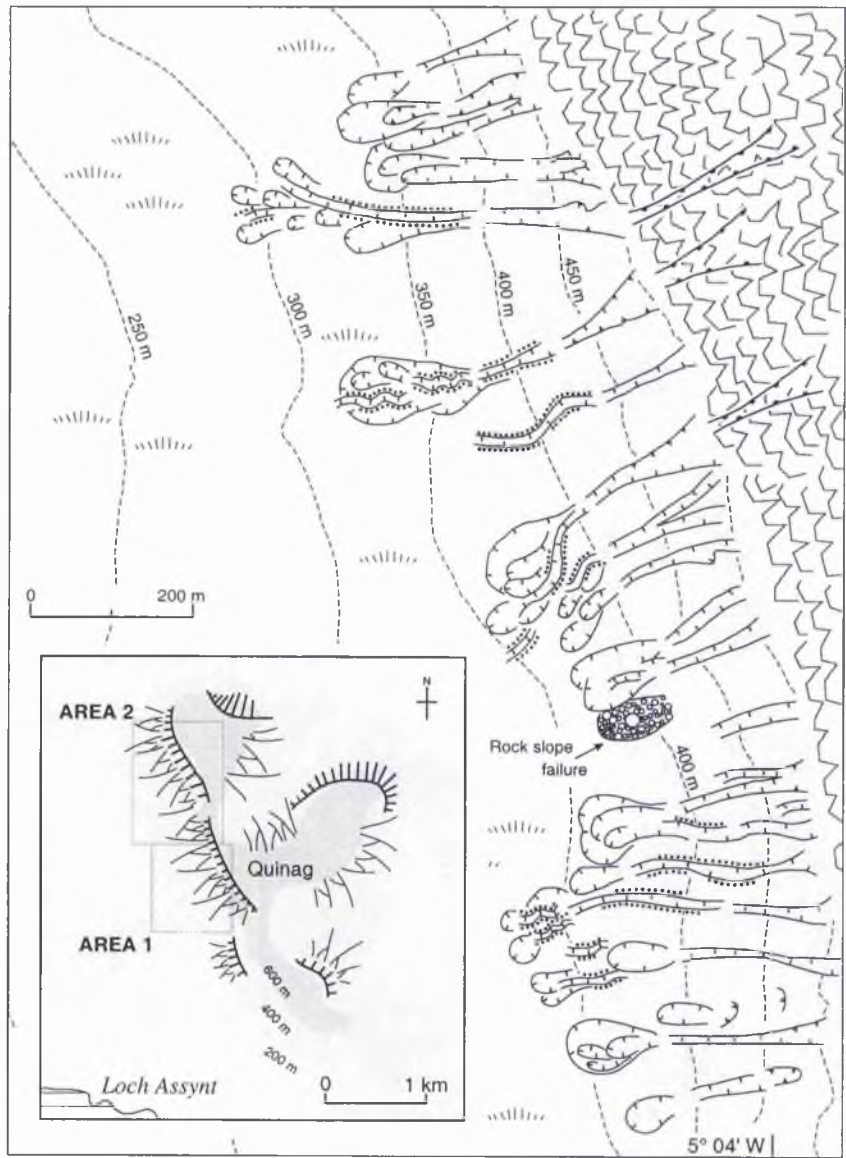 250 m
300 m
350 m
400 m
450 m
0 200 m
Rock slope
failure
400 m
N
AREA 2
Quinag
AREA 1
600 m
400 m
200 m
Loch Assynt
0 1 km
5° 04' W